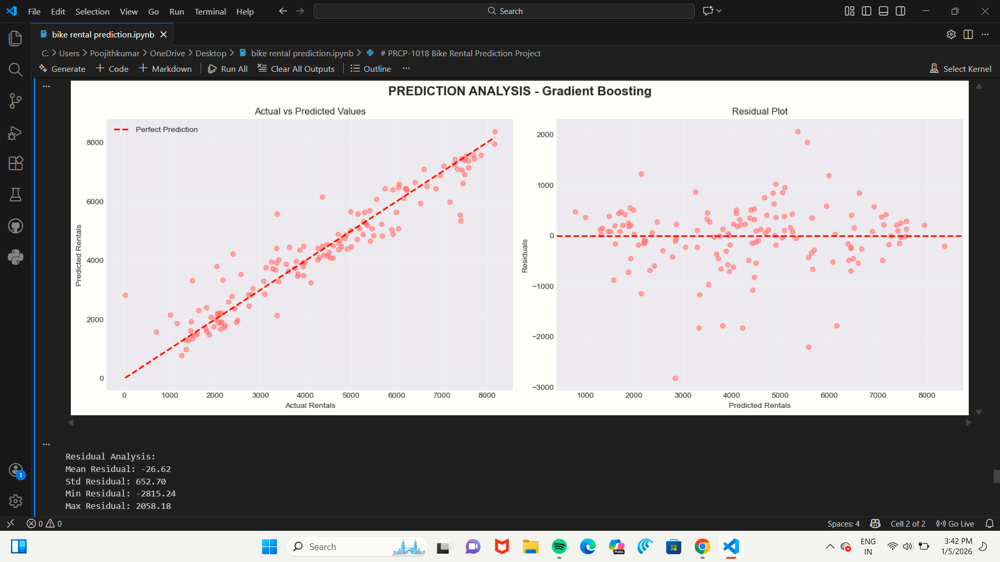 File Edit Selection View Go Run Terminal Help
Search
bike rental prediction.ipynb
C: > Users > Poojithkumar > OneDrive > Desktop > bike rental prediction.ipynb > # PRCP-1018 Bike Rental Prediction Project
Generate + Code + Markdown Run All Clear All Outputs Outline ...
Select Kernel
...
PREDICTION ANALYSIS - Gradient Boosting
Actual vs Predicted Values
Perfect Prediction
8000
6000
4000
2000
0
Predicted Rentals
0 1000 2000 3000 4000 5000 6000 7000 8000
Actual Rentals
Residual Plot
2000
1000
0
−1000
−2000
−3000
Residuals
1000 2000 3000 4000 5000 6000 7000 8000
Predicted Rentals
...
Residual Analysis:
Mean Residual: -26.62
Std Residual: 652.70
Min Residual: -2815.24
Max Residual: 2058.18
1
0 0
Spaces: 4 Cell 2 of 2 Go Live
Search
M365
ENG
IN
3:42 PM
1/5/2026